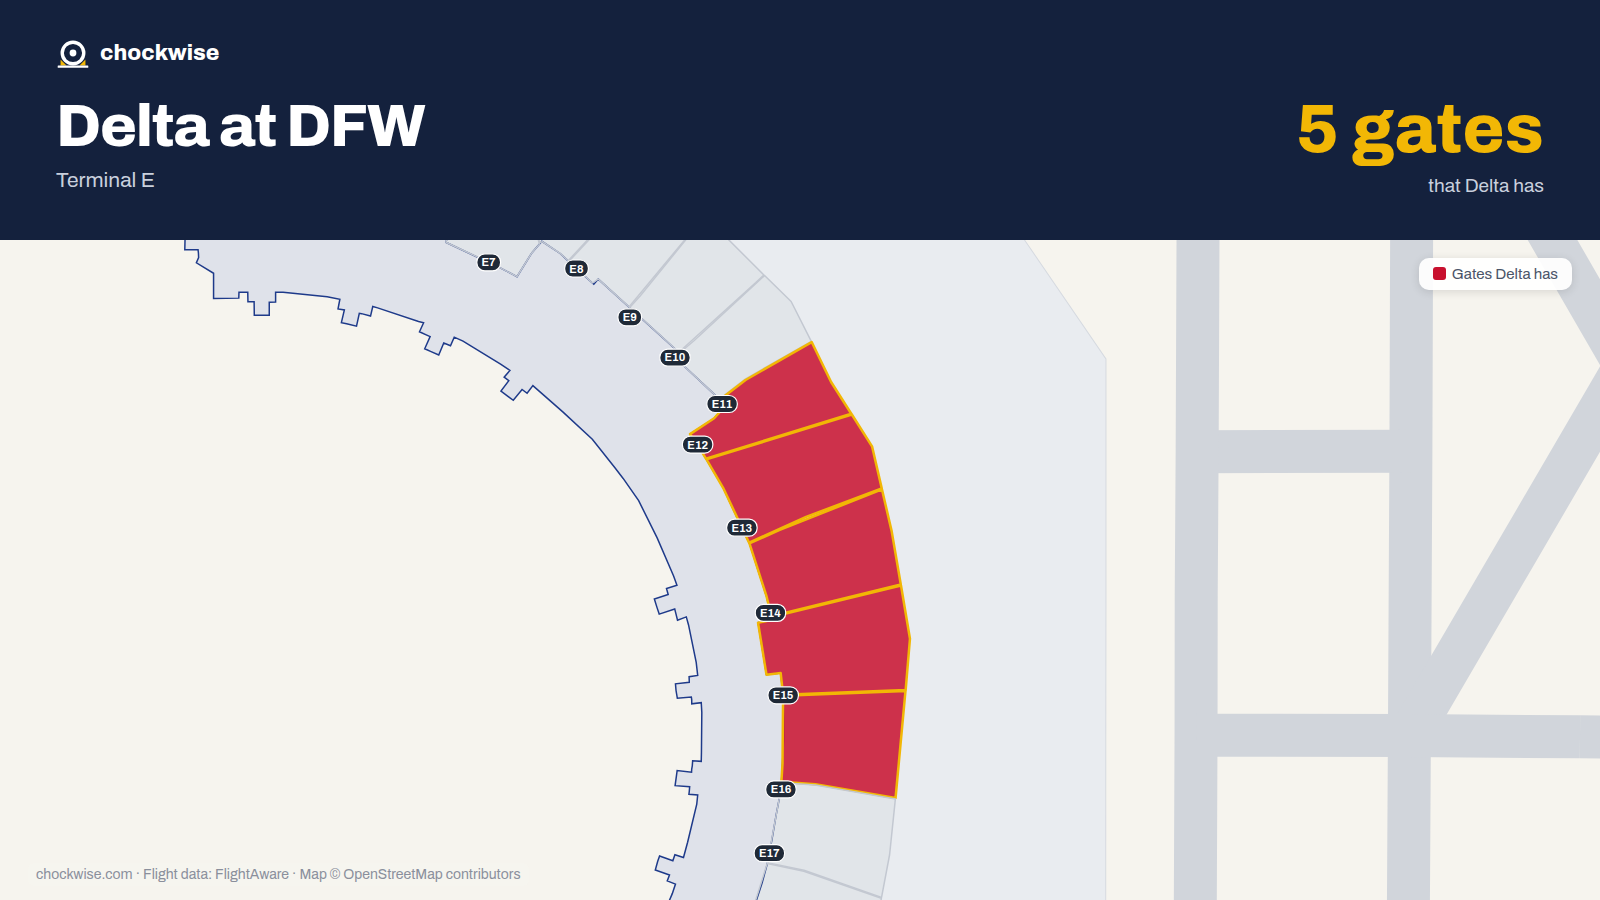 chockwise
Delta at DFW
Terminal E
5 gates
that Delta has
Gates Delta has
E7
E8
E9
E10
E11
E12
E13
E14
E15
E16
E17
chockwise.com · Flight data: FlightAware · Map © OpenStreetMap contributors